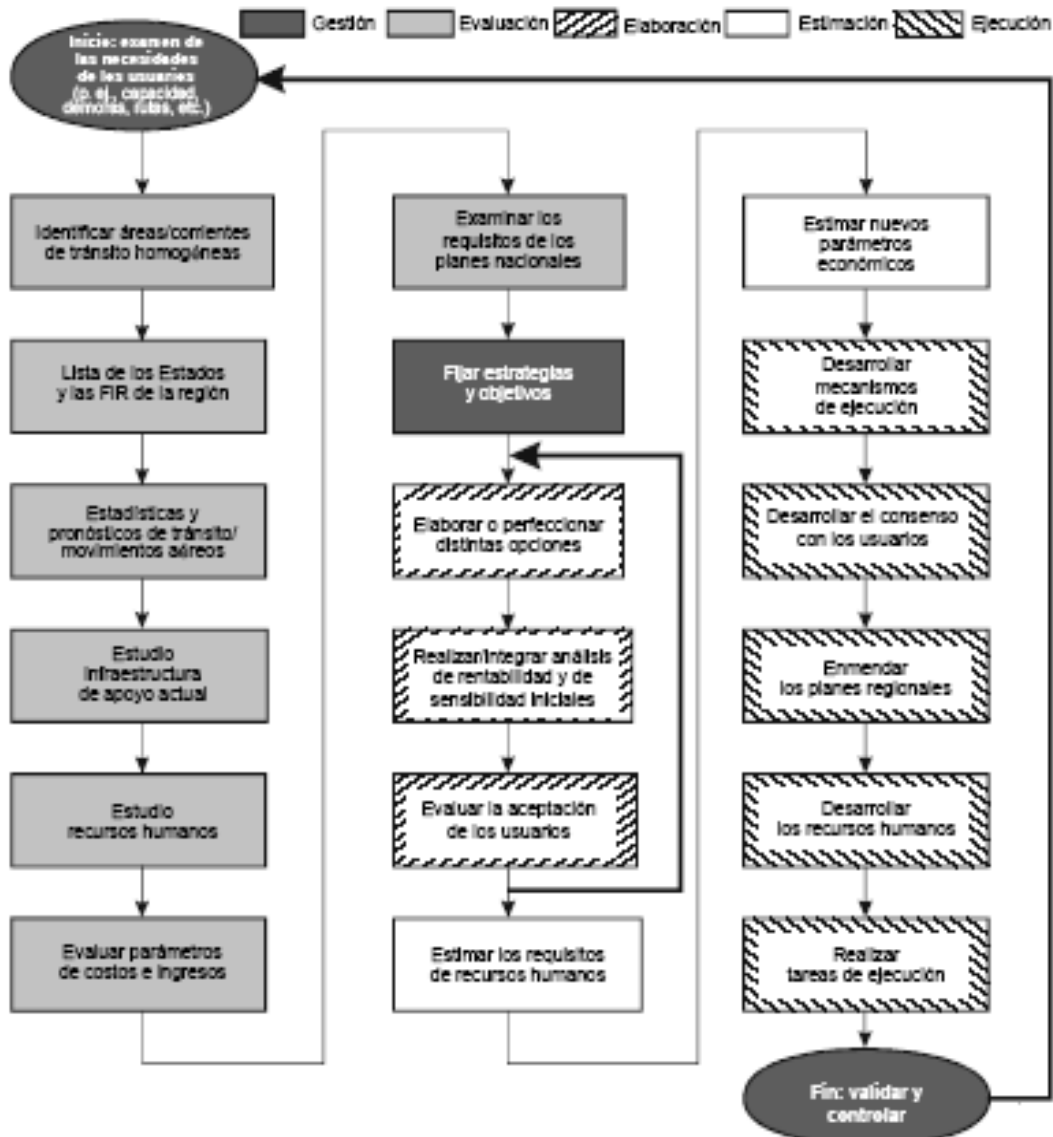 Gestión
Evaluación
Elaboración
Estimación
Ejecución
Inicie: examen de
las necesidades
de les usuaries
(p. ej., capacidad,
demoras, rutas, etc.)
Identificar áreas/corrientes
de tránsito homogéneas
Lista de los Estados
y las FIR de la región
Estadísticas y
pronósticos de tránsito/
movimientos aéreos
Estudio
infraestructura
de apoyo actual
Estudio
recursos humanos
Evaluar parámetros
de costos e ingresos
Examinar los
requisitos de los
planes nacionales
Fijar estrategias
y objetivos
Elaborar o perfeccionar
distintas opciones
Realizar/integrar análisis
de rentabilidad y de
sensibilidad iniciales
Evaluar la aceptación
de los usuarios
Estimar los requisitos
de recursos humanos
Estimar nuevos
parámetros
económicos
Desarrollar
mecanismos
de ejecución
Desarrollar el consenso
con los usuarios
Enmendar
los planes regionales
Desarrollar
los recursos humanos
Realizar
tareas de ejecución
Fin: validar y
controlar